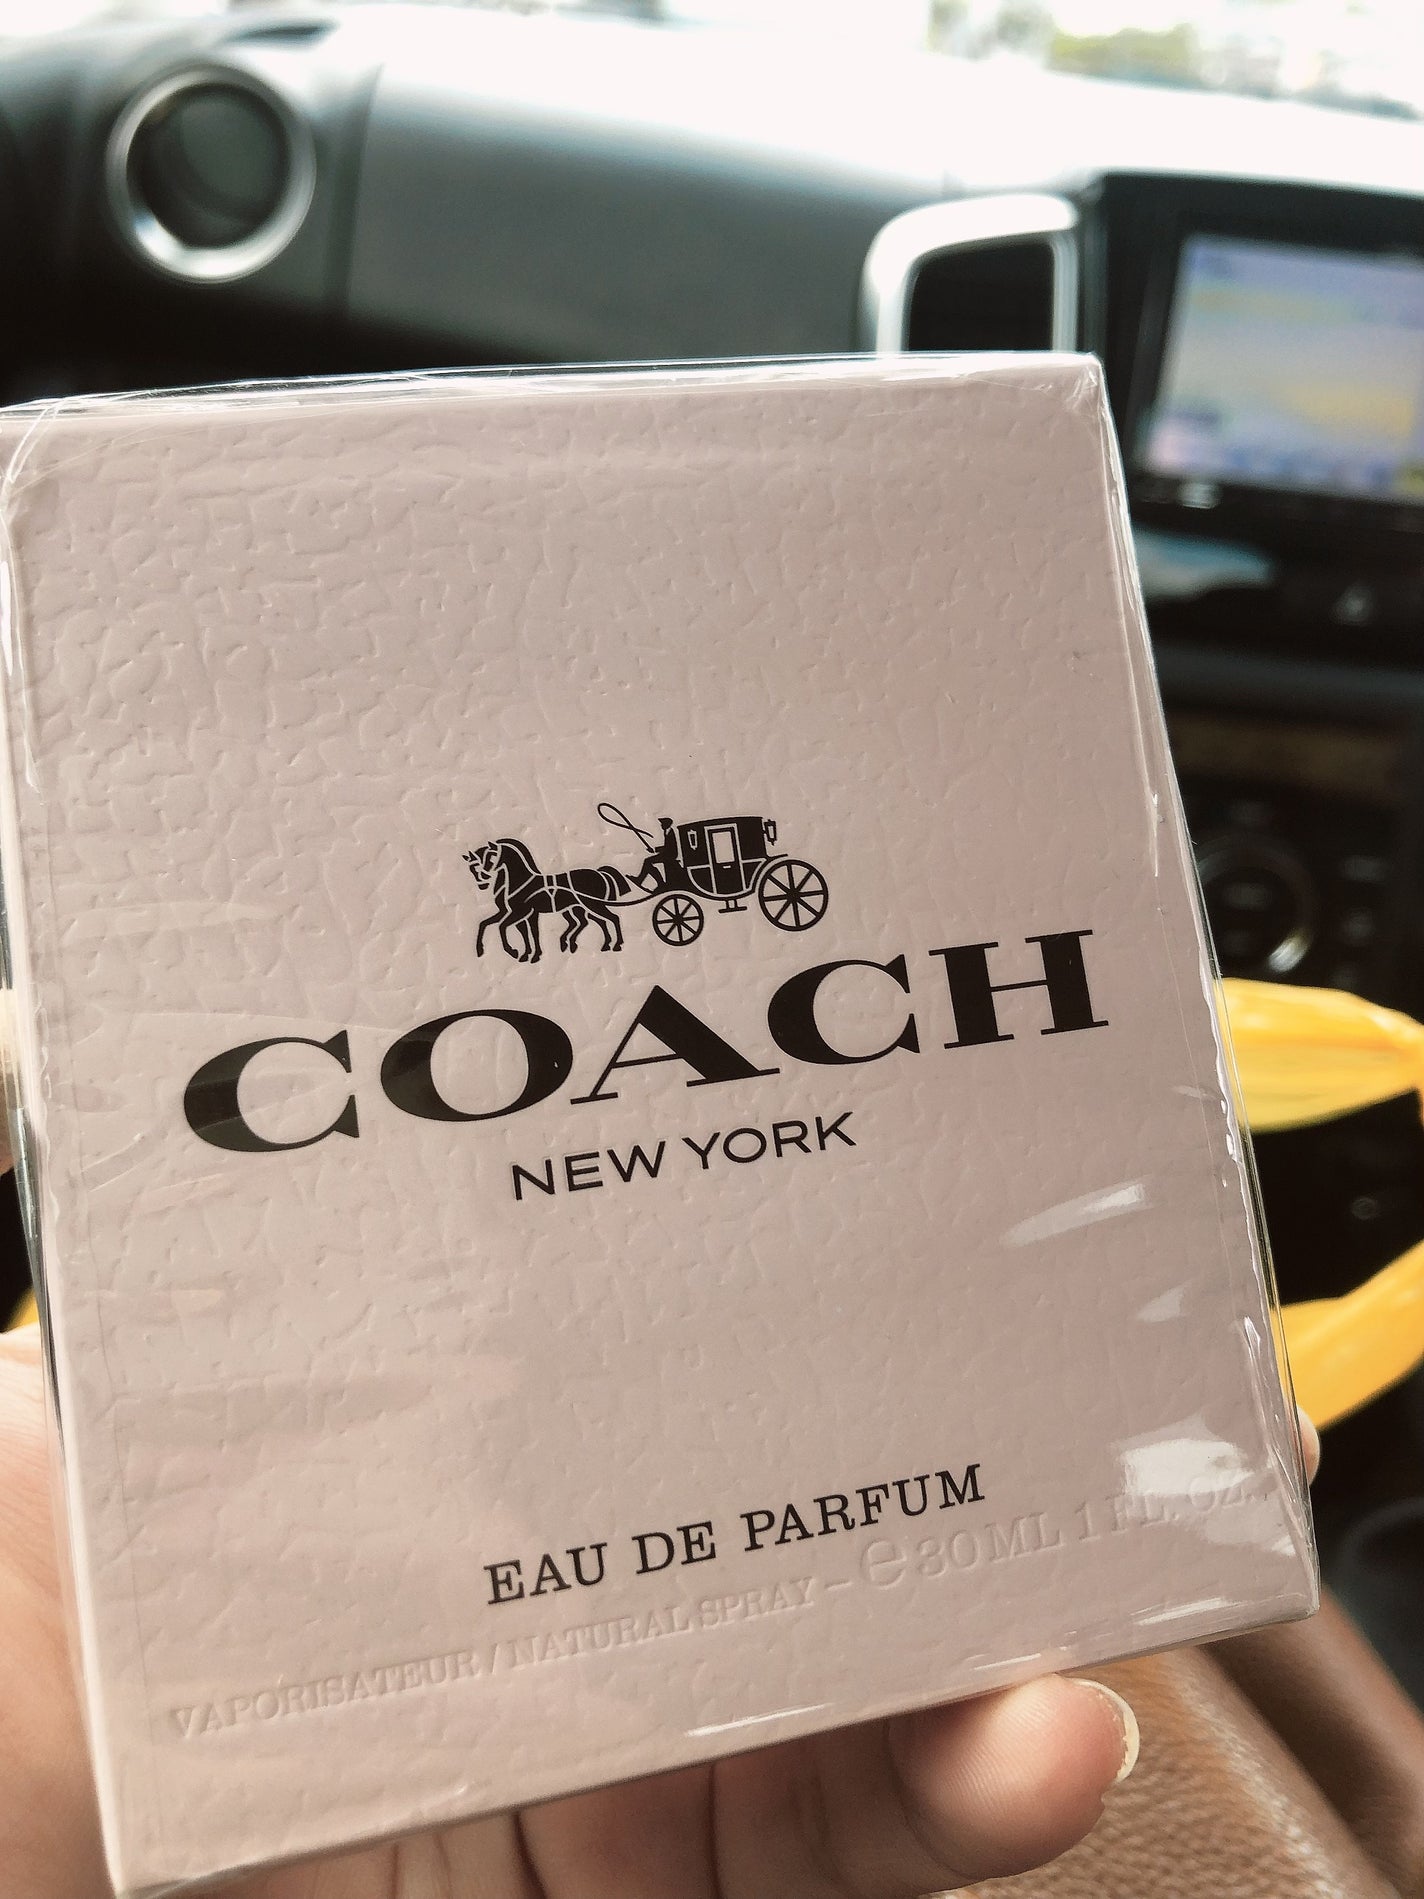 COACH
NEW YORK
EAU DE PARFUM
VAPORISATEUR / NATURAL SPRAY – ℮ 30 ML 1 FL. OZ.